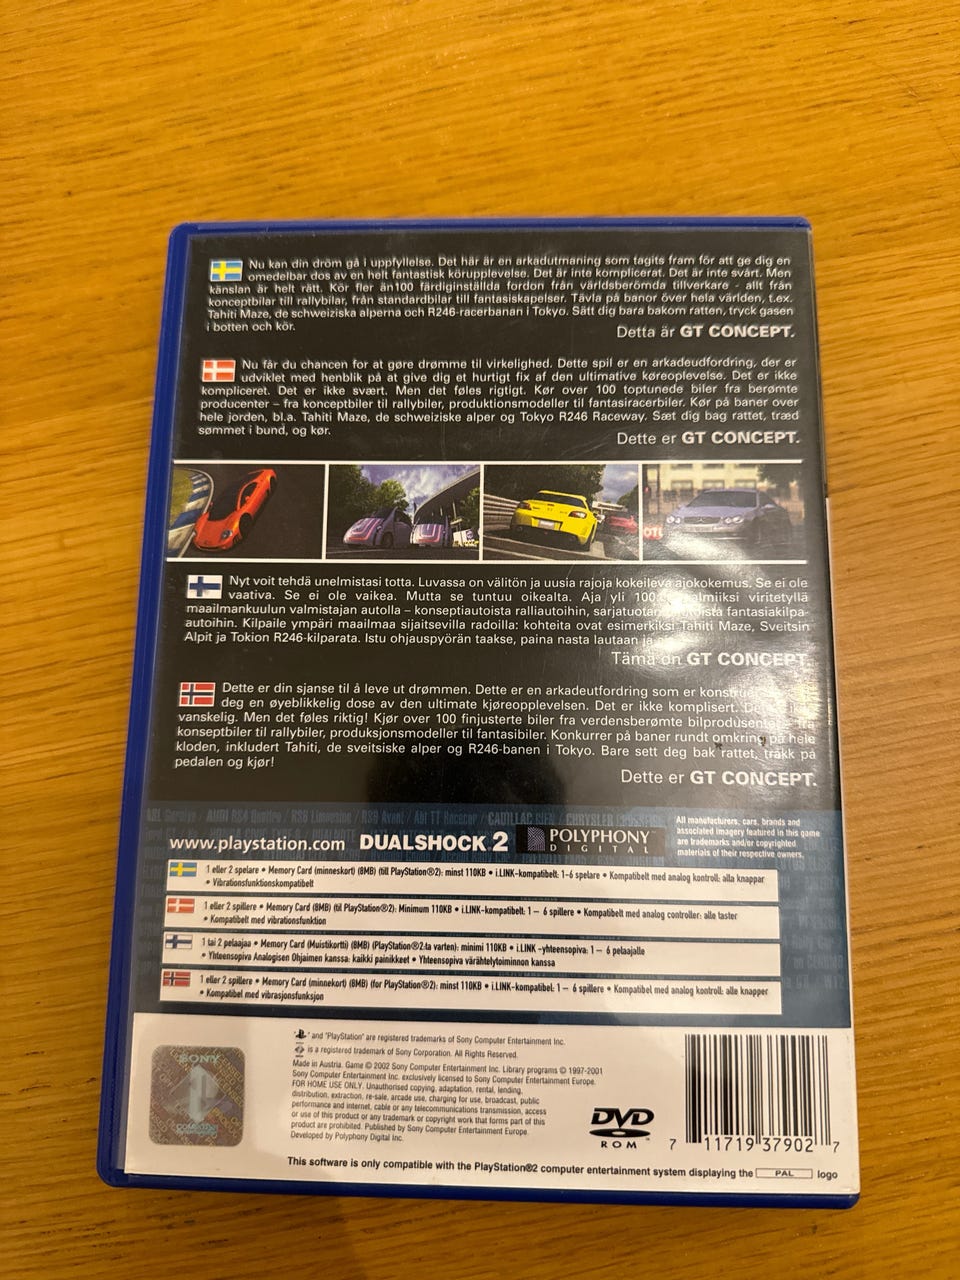 Nu kan din dröm gå i uppfyllelse. Det här är en arkadutmaning som tagits fram för att ge dig en
omedelbar dos av en helt fantastisk körupplevelse. Det är inte komplicerat. Det är inte svårt. Men
känslan är helt rätt. Kör fler än100 färdiginställda fordon från världsberömda tillverkare - allt från
konceptbilar till rallybilar, från standardbilar till fantasiskapelser. Tävla på banor över hela världen, t.ex.
Tahiti Maze, de schweiziska alperna och R246-racerbanan i Tokyo. Sätt dig bara bakom ratten, tryck gasen
i botten och kör.
Detta är GT CONCEPT.
Nu får du chancen for at gøre drømme til virkelighed. Dette spil er en arkadeudfordring, der er
udviklet med henblik på at give dig et hurtigt fix af den ultimative køreoplevelse. Det er ikke
kompliceret. Det er ikke svært. Men det føles rigtigt. Kør over 100 toptunede biler fra berømte
producenter – fra konceptbiler til rallybiler, produktionsmodeller til fantasiracerbiler. Kør på baner over
hele jorden, bl.a. Tahiti Maze, de schweiziske alper og Tokyo R246 Raceway. Sæt dig bag rattet, træd
sømmet i bund, og kør.
Dette er GT CONCEPT.
Nyt voit tehdä unelmistasi totta. Luvassa on välitön ja uusia rajoja kokeileva ajokokemus. Se ei ole
vaativa. Se ei ole vaikea. Mutta se tuntuu oikealta. Aja yli 100 valmiiksi viritetyllä
maailmankuulun valmistajan autolla – konseptiautoista ralliautoihin, sarjatuotan fantasiakilpa-
autoihin. Kilpaile ympäri maailmaa sijaitsevilla radoilla: kohteita ovat esimerkiksi Tahiti Maze, Sveitsin
Alpit ja Tokion R246-kilparata. Istu ohjauspyörän taakse, paina nasta lautaan ja
Tämä on GT CONCEPT.
Dette er din sjanse til å leve ut drømmen. Dette er en arkadeutfordring som er
deg en øyeblikkelig dose av den ultimate kjøreopplevelsen. Det er ikke komplisert.
vanskelig. Men det føles riktig! Kjør over 100 finjusterte biler fra verdensberømte bilprodusenter – fra
konseptbiler til rallybiler, produksjonsmodeller til fantasibiler. Konkurrer på baner rundt omkring på hele
kloden, inkludert Tahiti, de sveitsiske alper og R246-banen i Tokyo. Bare sett deg bak rattet, tråkk på
pedalen og kjør!
Dette er GT CONCEPT.
www.playstation.com DUALSHOCK 2 POLYPHONY DIGITAL
All manufacturers, cars, brands and
associated imagery featured in this game
are trademarks and/or copyrighted
materials of their respective owners.
1 eller 2 spelare • Memory Card (minneskort) (8MB) (till PlayStation®2): minst 110KB • i.LINK-kompatibelt: 1-6 spelare • Kompatibelt med analog kontroll: alla knappar
• Vibrationsfunktionskompatibelt
1 eller 2 spillere • Memory Card (8MB) (til PlayStation®2): Minimum 110KB • i.LINK-kompatibelt: 1 – 6 spillere • Kompatibelt med analog controller: alle taster
• Kompatibelt med vibrationsfunktion
1 tai 2 pelaajaa • Memory Card (Muistikortti) (8MB) (PlayStation®2:ta varten): minimi 110KB • i.LINK -yhteensopiva: 1 – 6 pelaajalle
• Yhteensopiva Analogisen Ohjaimen kanssa: kaikki painikkeet • Yhteensopiva värähtelytoiminnon kanssa
1 eller 2 spillere • Memory Card (minnekort) (8MB) (for PlayStation®2): minst 110KB • i.LINK-kompatibel: 1 – 6 spillere • Kompatibel med analog kontroll: alle knapper
• Kompatibel med vibrasjonsfunksjon
SONY
COMPUTER
"PS" and "PlayStation" are registered trademarks of Sony Computer Entertainment Inc.
is a registered trademark of Sony Corporation. All Rights Reserved.
Made in Austria. Game © 2002 Sony Computer Entertainment Inc. Library programs © 1997-2001
Sony Computer Entertainment Inc. exclusively licensed to Sony Computer Entertainment Europe.
FOR HOME USE ONLY. Unauthorised copying, adaptation, rental, lending,
distribution, extraction, re-sale, arcade use, charging for use, broadcast, public
performance and internet, cable or any telecommunications transmission, access
or use of this product or any trademark or copyright work that forms part of this
product are prohibited. Published by Sony Computer Entertainment Europe.
Developed by Polyphony Digital Inc.
DVD
ROM
7 11719 37902 7
This software is only compatible with the PlayStation®2 computer entertainment system displaying the PAL logo